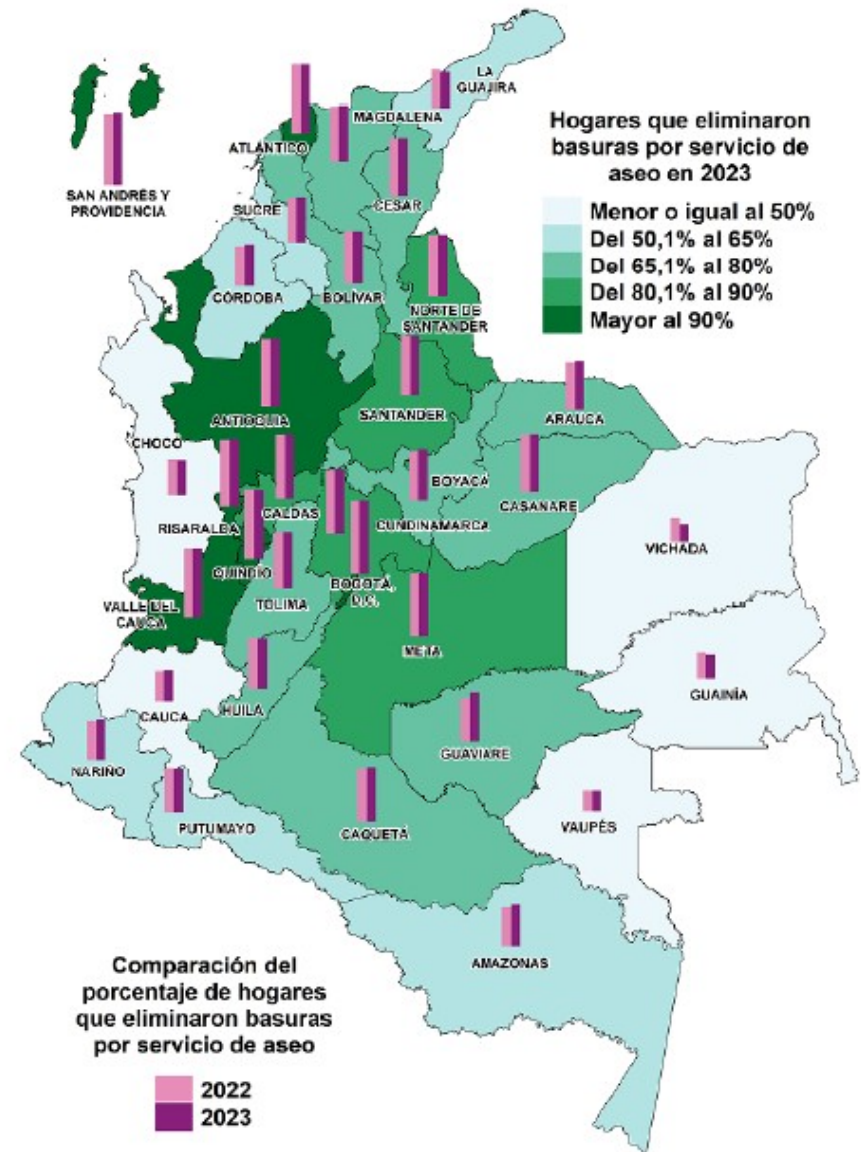 LA
GUAJIRA
MAGDALENA
ATLÁNTICO
SAN ANDRÉS Y
PROVIDENCIA
SUCRE
CESAR
CÓRDOBA
BOLÍVAR
NORTE DE
SANTANDER
Hogares que eliminaron
basuras por servicio de
aseo en 2023
Menor o igual al 50%
Del 50,1% al 65%
Del 65,1% al 80%
Del 80,1% al 90%
Mayor al 90%
ANTIOQUIA
SANTANDER
ARAUCA
CHOCO
BOYACÁ
CASANARE
RISARALDA
CALDAS
CUNDINAMARCA
VICHADA
QUINDÍO
BOGOTÁ,
D.C.
TOLIMA
VALLE DEL
CAUCA
META
GUAINÍA
CAUCA
HUILA
GUAVIARE
NARIÑO
PUTUMAYO
CAQUETÁ
VAUPÉS
AMAZONAS
Comparación del
porcentaje de hogares
que eliminaron basuras
por servicio de aseo
2022
2023